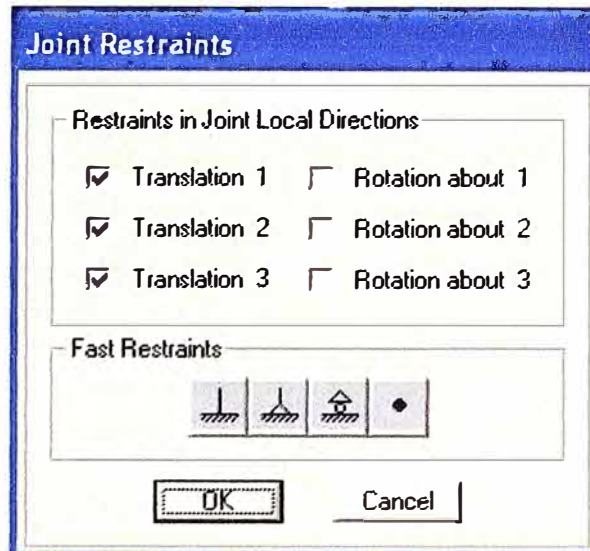 Joint Restraints
Restraints in Joint Local Directions
Translation 1 Rotation about 1
Translation 2 Rotation about 2
Translation 3 Rotation about 3
Fast Restraints
OK Cancel